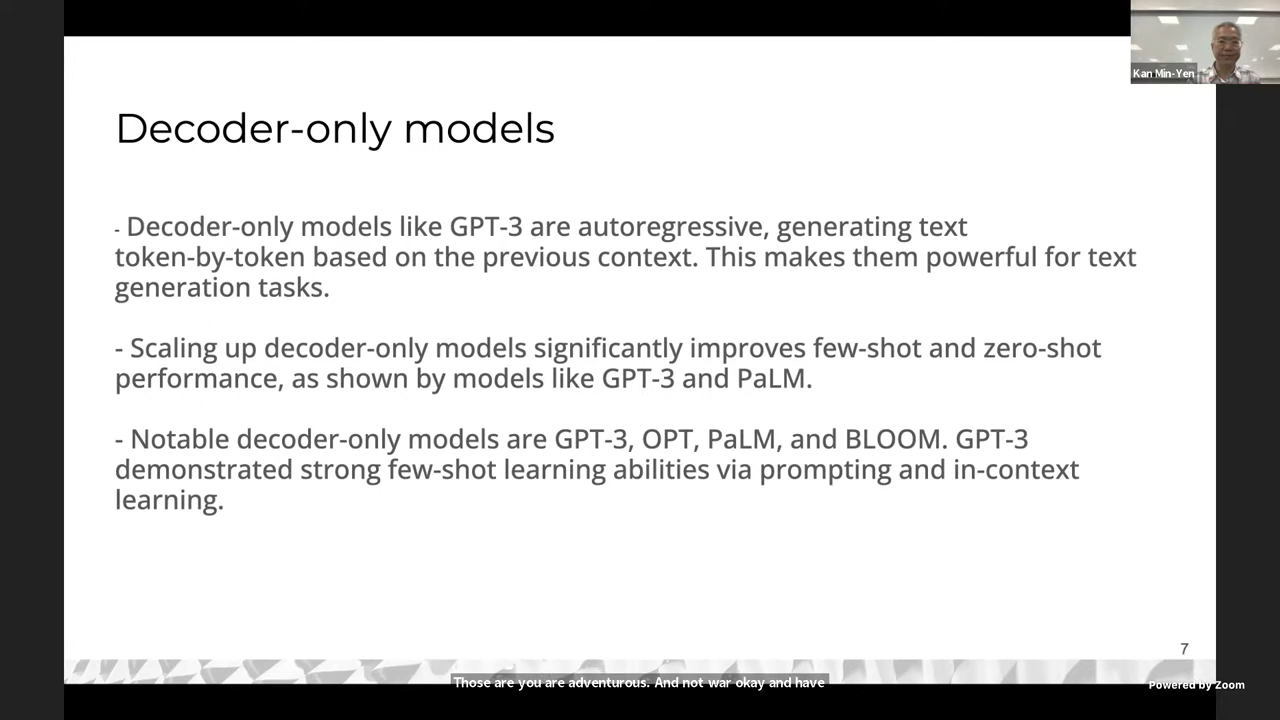 Kan Min-Yen
Decoder-only models
- Decoder-only models like GPT-3 are autoregressive, generating text
token-by-token based on the previous context. This makes them powerful for text
generation tasks.
- Scaling up decoder-only models significantly improves few-shot and zero-shot
performance, as shown by models like GPT-3 and PaLM.
- Notable decoder-only models are GPT-3, OPT, PaLM, and BLOOM. GPT-3
demonstrated strong few-shot learning abilities via prompting and in-context
learning.
7
Those are you are adventurous. And not war okay and have
Powered by Zoom